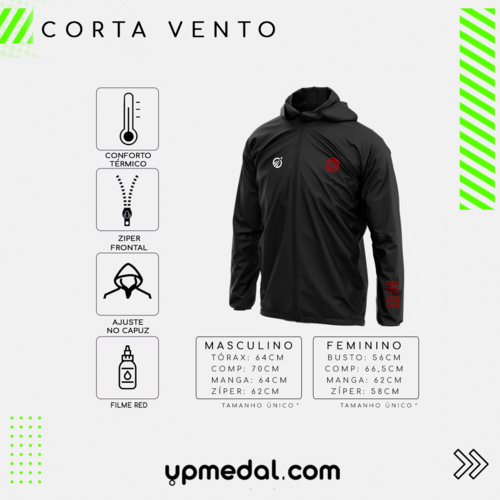 CORTA VENTO
CONFORTO
TÉRMICO
ZIPER
FRONTAL
AJUSTE
NO CAPUZ
FILME RED
MASCULINO
TÓRAX: 64CM
COMP: 70CM
MANGA: 64CM
ZÍPER: 62CM
TAMANHO ÚNICO*
FEMININO
BUSTO: 56CM
COMP: 66,5CM
MANGA: 62CM
ZÍPER: 58CM
TAMANHO ÚNICO*
upmedal.com